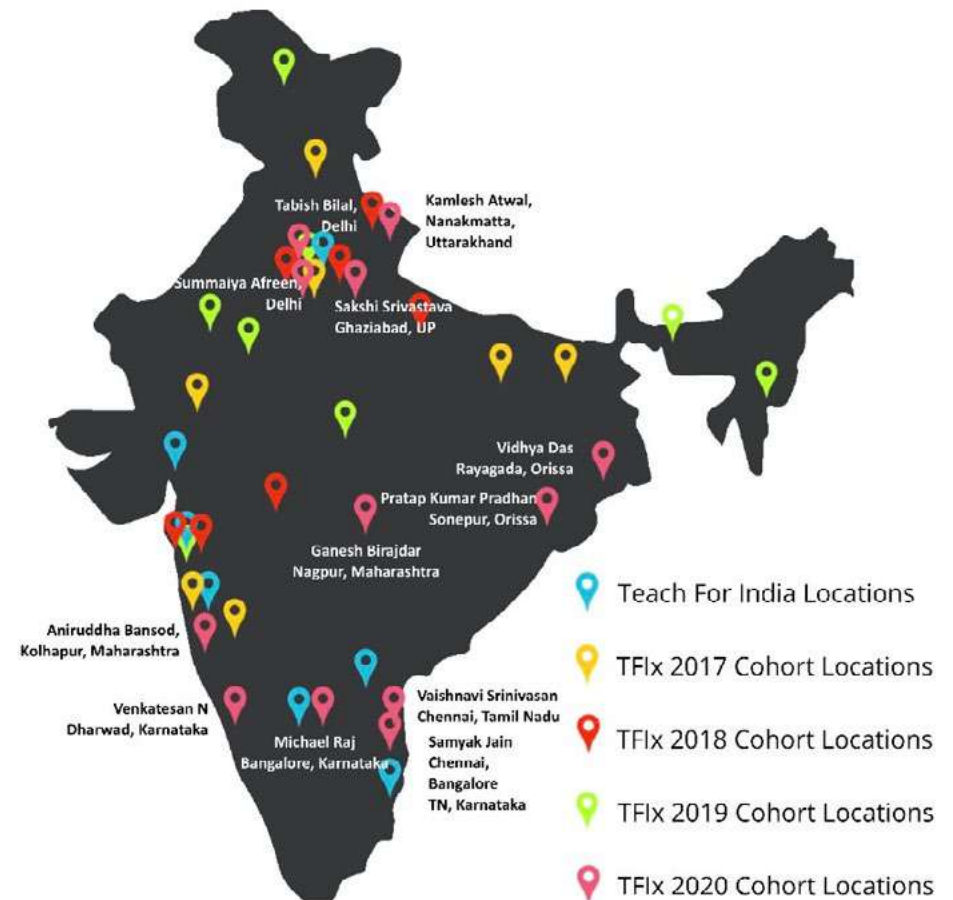 Tabish Bilal,
Delhi
Kamlesh Atwal,
Nanakmatta,
Uttarakhand
Summaiya Afreen,
Delhi
Sakshi Srivastava
Ghaziabad, UP
Vidhya Das
Rayagada, Orissa
Pratap Kumar Pradhan
Sonepur, Orissa
Ganesh Birajdar
Nagpur, Maharashtra
Aniruddha Bansod,
Kolhapur, Maharashtra
Venkatesan N
Dharwad, Karnataka
Michael Raj
Bangalore, Karnataka
Vaishnavi Srinivasan
Chennai, Tamil Nadu
Samyak Jain
Chennai,
Bangalore
TN, Karnataka
Teach For India Locations
TFIx 2017 Cohort Locations
TFIx 2018 Cohort Locations
TFIx 2019 Cohort Locations
TFIx 2020 Cohort Locations